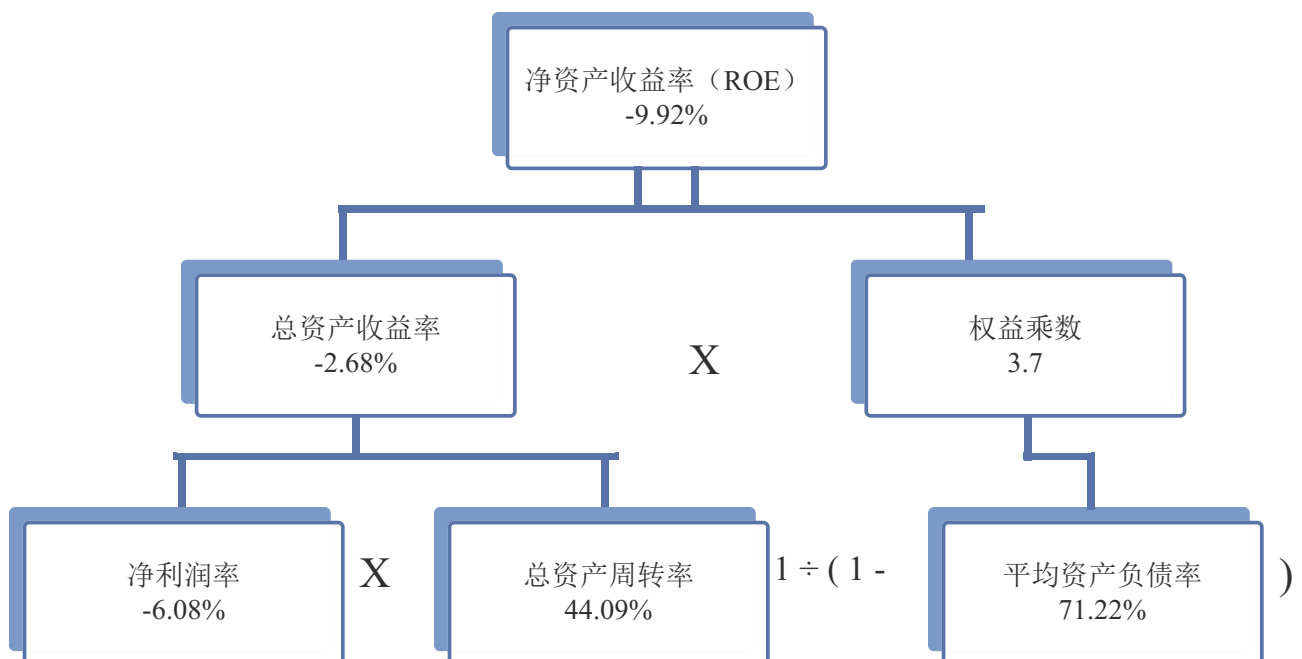 净资产收益率（ROE）
-9.92%
总资产收益率
-2.68%
X
权益乘数
3.7
净利润率
-6.08%
X
总资产周转率
44.09%
1 ÷ ( 1 -
平均资产负债率
71.22%
)